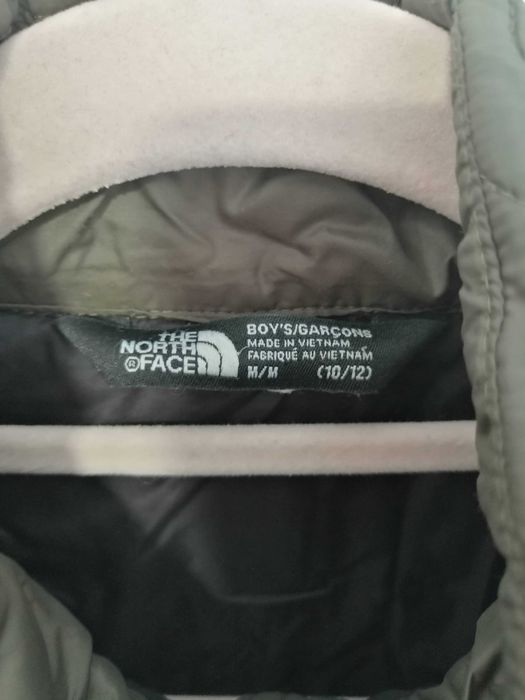 THE
NORTH
®FACE
BOY'S/GARÇONS
MADE IN VIETNAM
FABRIQUÉ AU VIETNAM
M/M (10/12)